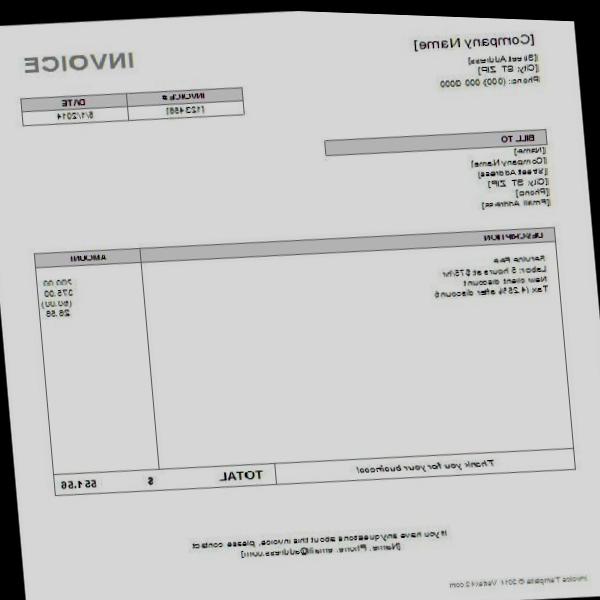 [Company Name]
INVOICE
[Street Address]
[City, ST ZIP]
Phone: (000) 000 0000
INVOICE # DATE
[123456] 5/1/2014
BILL TO
[Name]
[Company Name]
[Street Address]
[City, ST ZIP]
[Phone]
[Email Address]
DESCRIPTION AMOUNT
Service Fee 200.00
Labor: 5 hours at $75/hr 375.00
New client discount (50.00)
Tax (4.25% after discount) 26.56
Thank you for your business! TOTAL $ 551.56
If you have any questions about this invoice, please contact
[Name, Phone, email@address.com]
Invoice Template © 2014 Vertex42.com